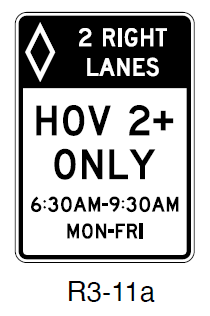 2 RIGHT
LANES
HOV 2+
ONLY
6:30AM-9:30AM
MON-FRI
R3-11a